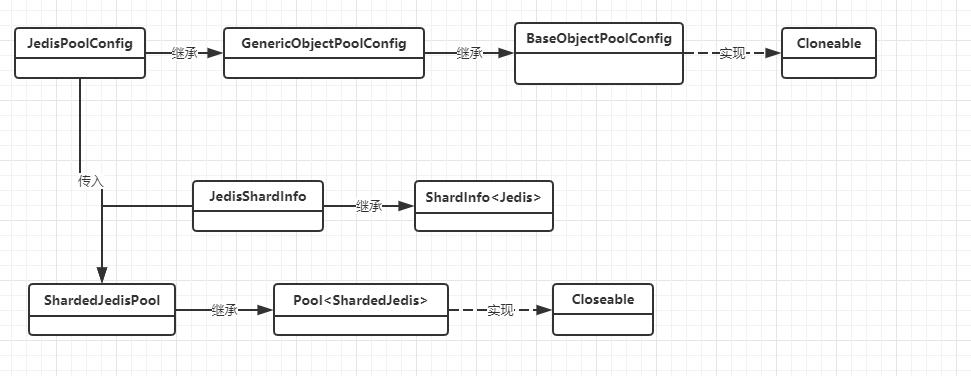 JedisPoolConfig
继承
GenericObjectPoolConfig
继承
BaseObjectPoolConfig
实现
Cloneable
传入
JedisShardInfo
继承
ShardInfo<Jedis>
ShardedJedisPool
继承
Pool<ShardedJedis>
实现
Closeable